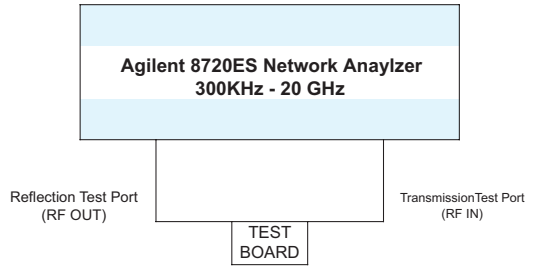 Agilent 8720ES Network Anaylzer
300KHz - 20 GHz
Reflection Test Port
(RF OUT)
TransmissionTest Port
(RF IN)
TEST
BOARD